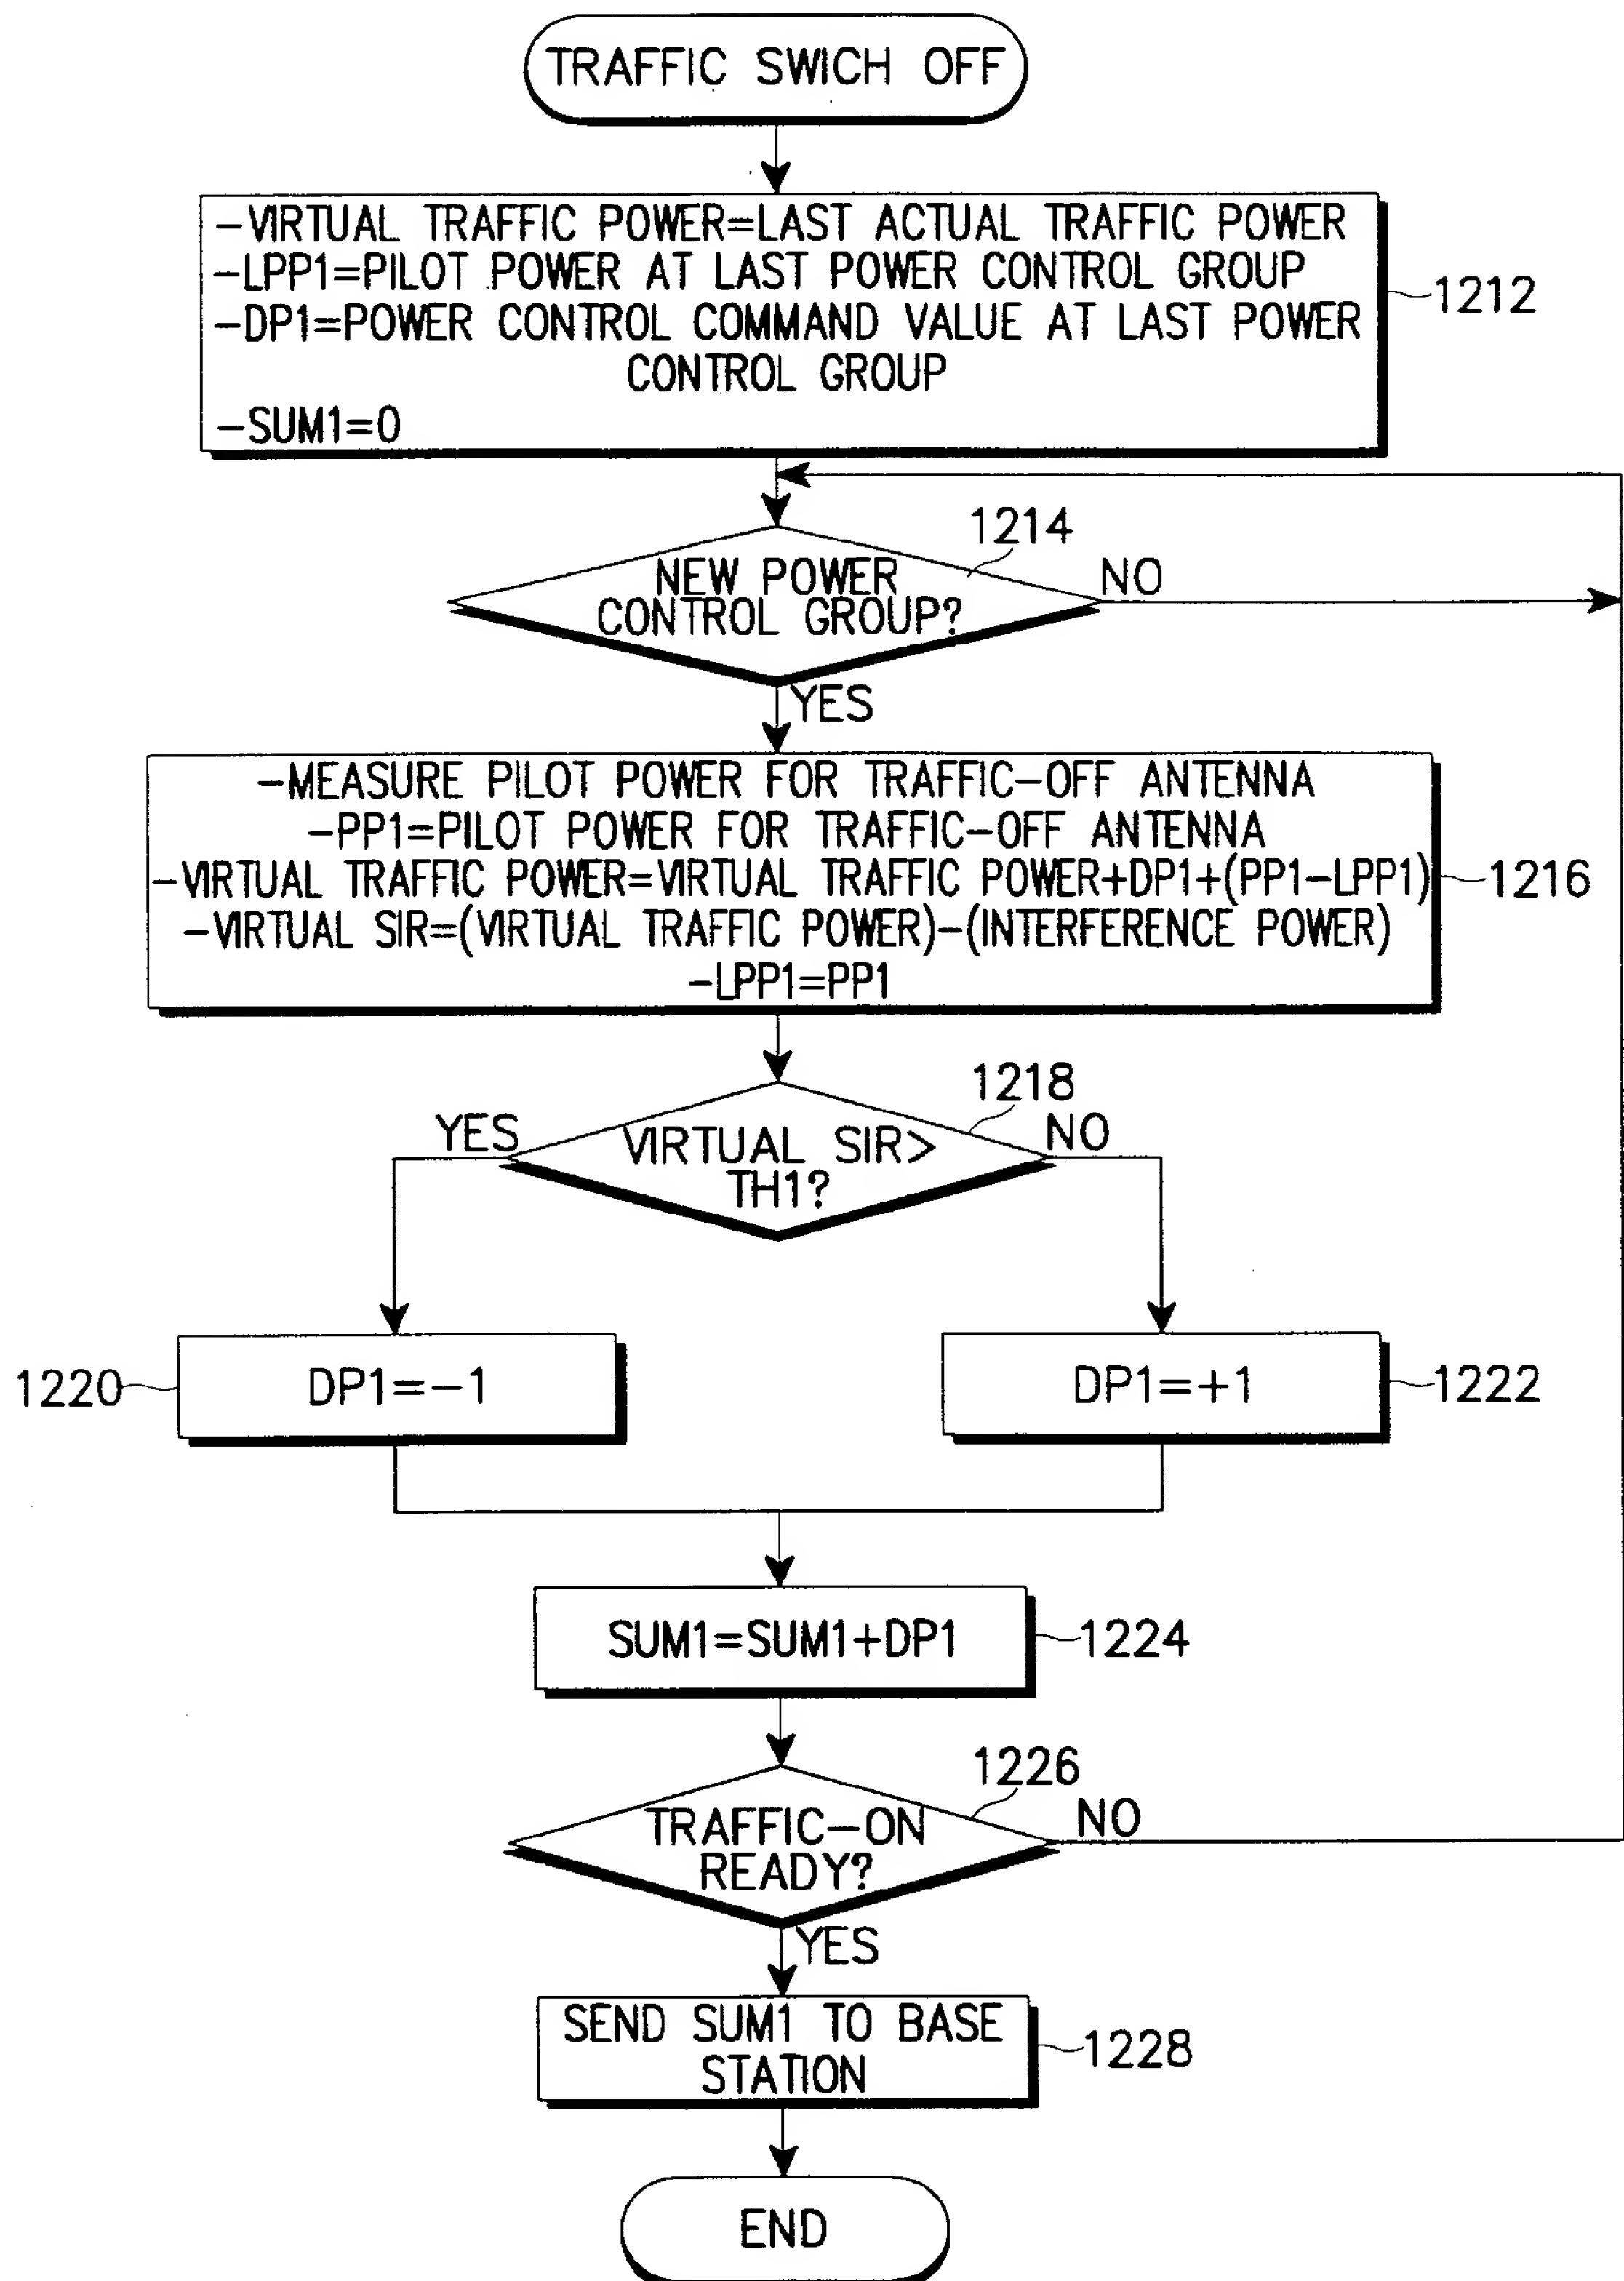 TRAFFIC SWICH OFF
-VIRTUAL TRAFFIC POWER=LAST ACTUAL TRAFFIC POWER
-LPP1=PILOT POWER AT LAST POWER CONTROL GROUP
-DP1=POWER CONTROL COMMAND VALUE AT LAST POWER
CONTROL GROUP
-SUM1=0
1212
1214
NEW POWER
CONTROL GROUP?
NO
YES
-MEASURE PILOT POWER FOR TRAFFIC-OFF ANTENNA
-PP1=PILOT POWER FOR TRAFFIC-OFF ANTENNA
-VIRTUAL TRAFFIC POWER=VIRTUAL TRAFFIC POWER+DP1+(PP1-LPP1)
-VIRTUAL SIR=(VIRTUAL TRAFFIC POWER)-(INTERFERENCE POWER)
-LPP1=PP1
1216
1218
YES
VIRTUAL SIR>
TH1?
NO
1220
DP1=-1
DP1=+1
1222
SUM1=SUM1+DP1
1224
1226
TRAFFIC-ON
READY?
NO
YES
SEND SUM1 TO BASE
STATION
1228
END